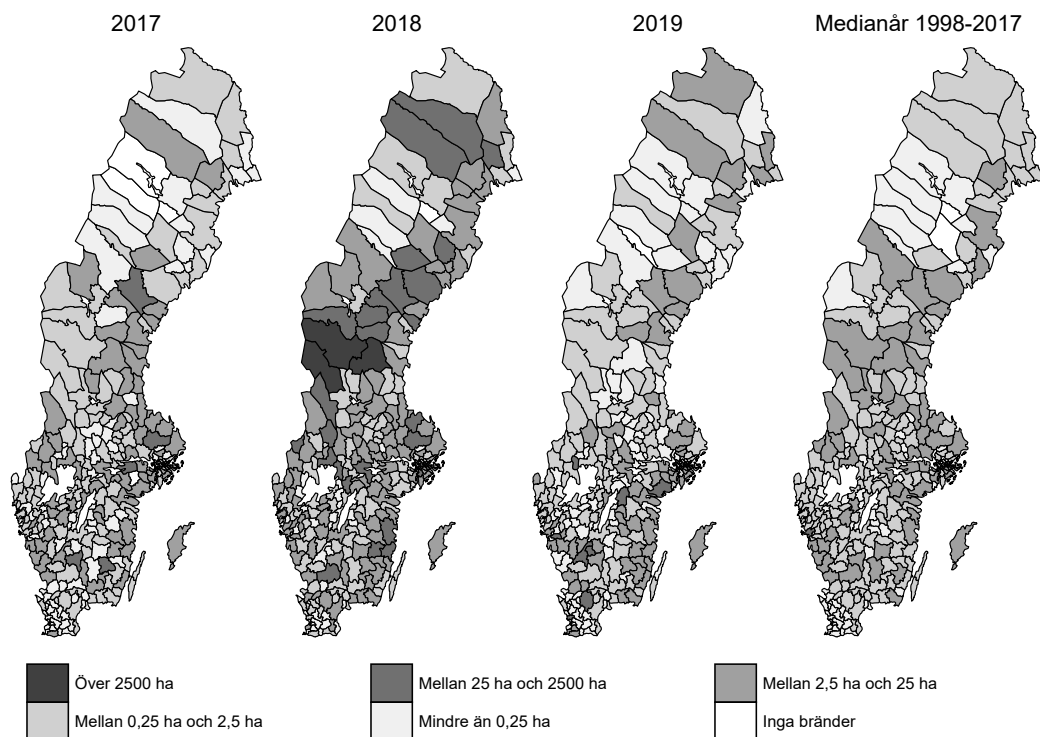 2017 2018 2019 Medianår 1998-2017
Över 2500 ha Mellan 25 ha och 2500 ha Mellan 2,5 ha och 25 ha
Mellan 0,25 ha och 2,5 ha Mindre än 0,25 ha Inga bränder